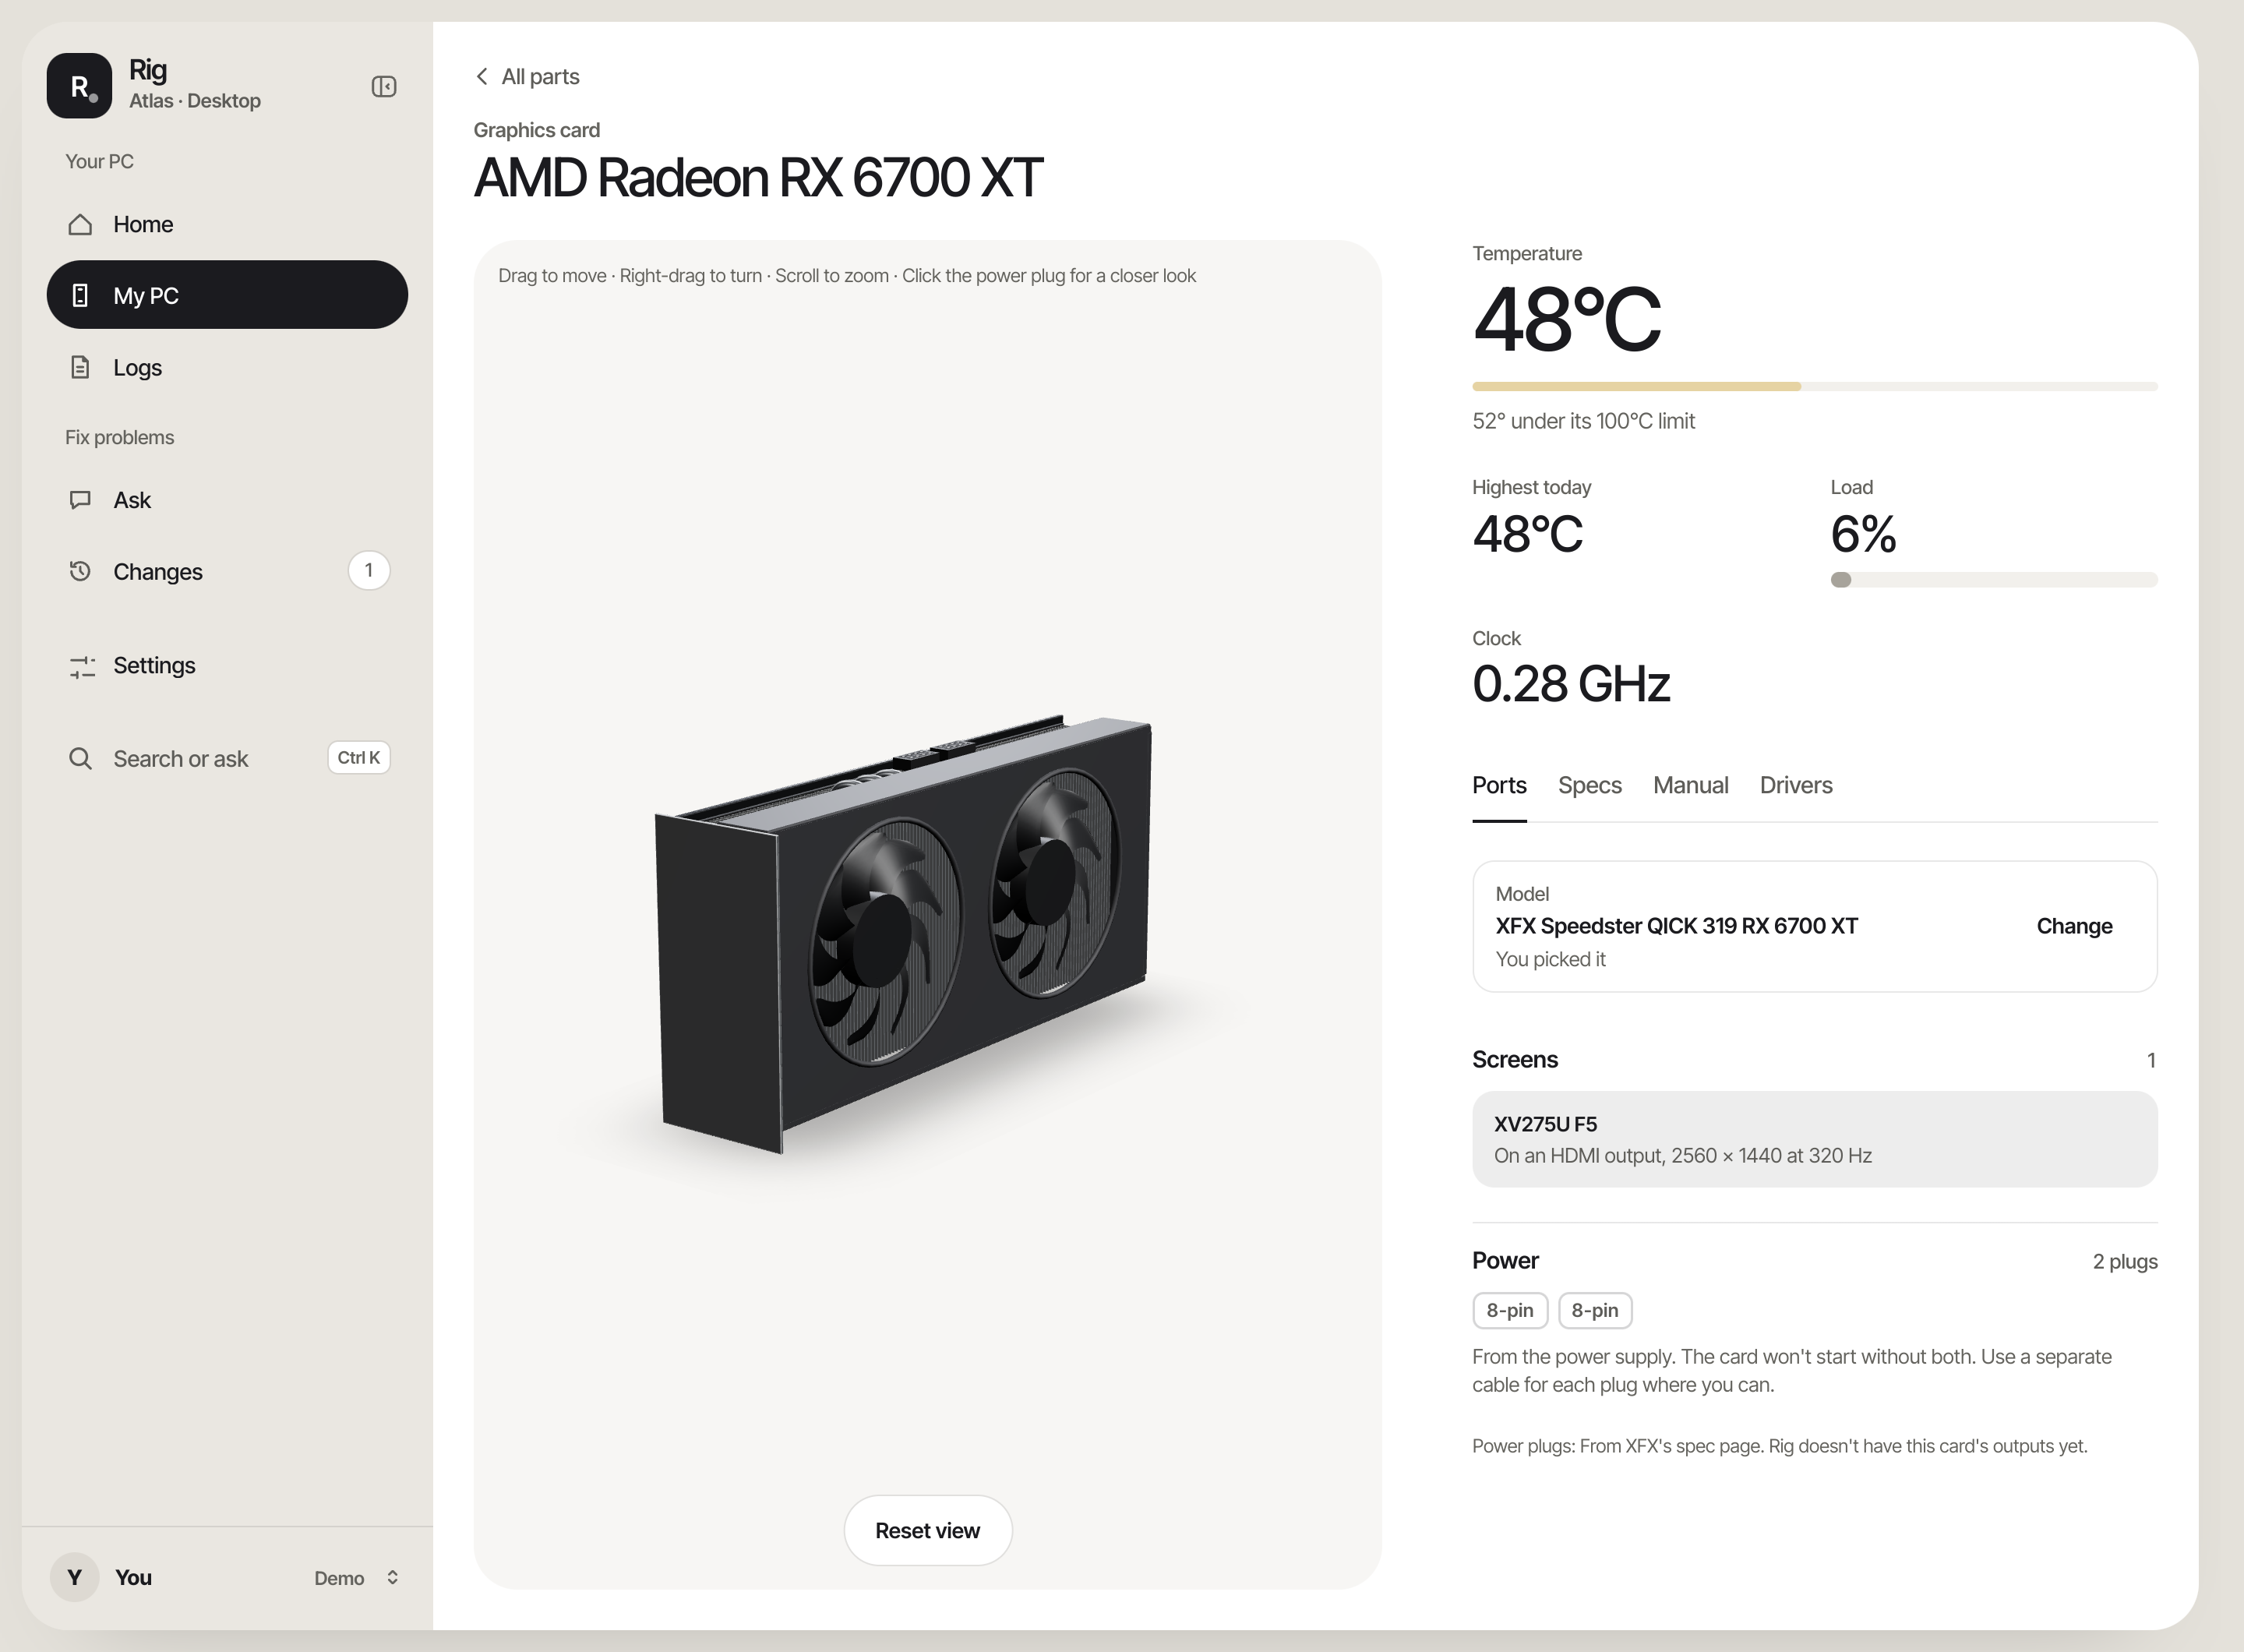 R.
Rig
Atlas · Desktop
Your PC
Home
My PC
Logs
Fix problems
Ask
Changes
1
Settings
Search or ask
Ctrl K
Y
You
Demo
All parts
Graphics card
AMD Radeon RX 6700 XT
Drag to move · Right-drag to turn · Scroll to zoom · Click the power plug for a closer look
Reset view
Temperature
48°C
52° under its 100°C limit
Highest today
48°C
Load
6%
Clock
0.28 GHz
Ports
Specs
Manual
Drivers
Model
XFX Speedster QICK 319 RX 6700 XT
Change
You picked it
Screens
1
XV275U F5
On an HDMI output, 2560 × 1440 at 320 Hz
Power
2 plugs
8-pin
8-pin
From the power supply. The card won't start without both. Use a separate
cable for each plug where you can.
Power plugs: From XFX's spec page. Rig doesn't have this card's outputs yet.